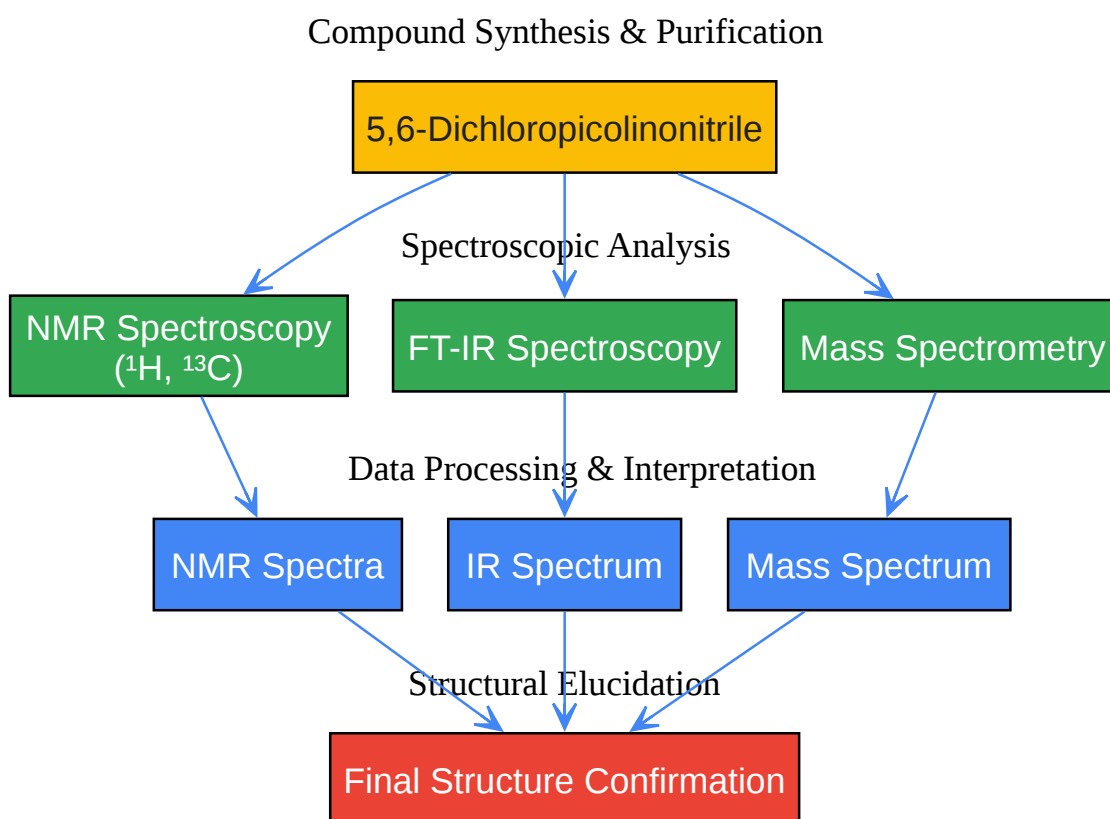 Compound Synthesis & Purification
5,6-Dichloropicolinonitrile
Spectroscopic Analysis
NMR Spectroscopy
(¹H, ¹³C)
FT-IR Spectroscopy
Mass Spectrometry
Data Processing & Interpretation
NMR Spectra
IR Spectrum
Mass Spectrum
Structural Elucidation
Final Structure Confirmation